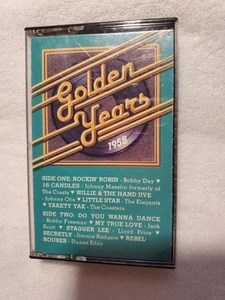 Golden
Years
1958
SIDE ONE: ROCKIN' ROBIN - Bobby Day ♥
16 CANDLES - Johnny Maestro formerly of
The Crests ♥ WILLIE & THE HAND JIVE
- Johnny Otis ♥ LITTLE STAR - The Elegants
♥ YAKETY YAK - The Coasters
SIDE TWO: DO YOU WANNA DANCE
- Bobby Freeman ♥ MY TRUE LOVE - Jack
Scott ♥ STAGGER LEE - Lloyd Price ♥
SECRETLY - Jimmie Rodgers ♥ REBEL-
ROUSER - Duane Eddy